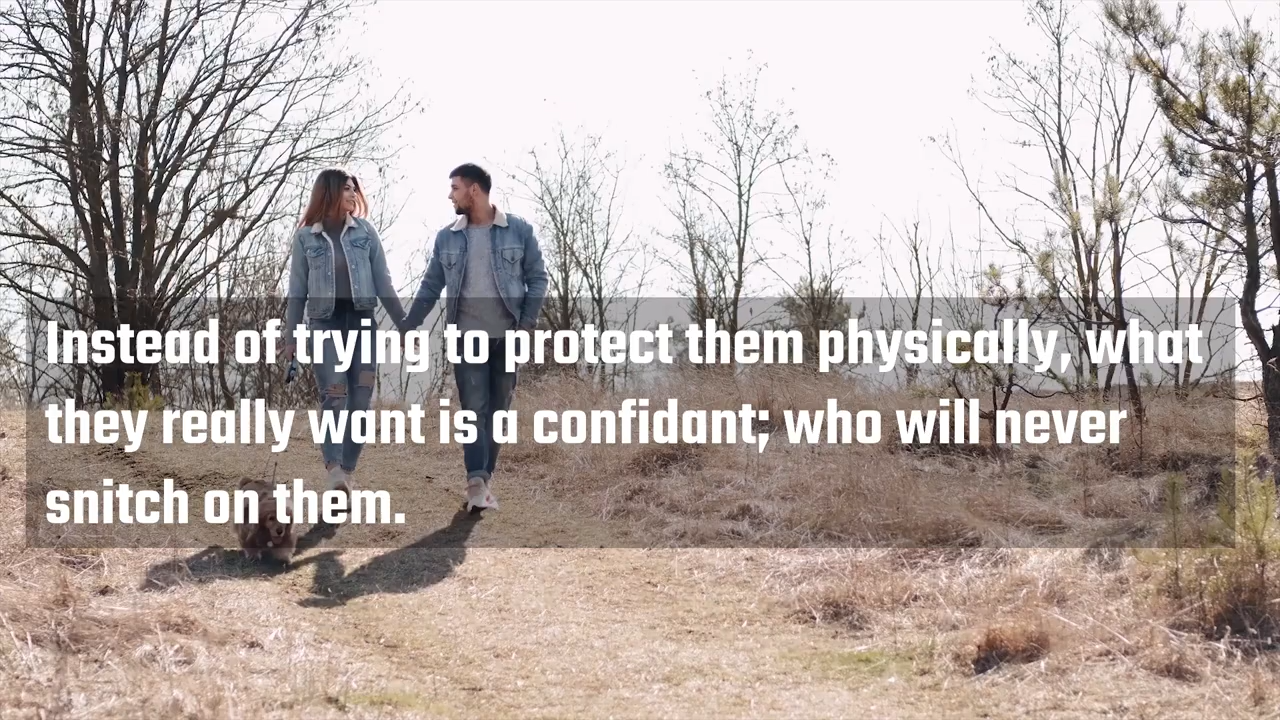 Instead of trying to protect them physically, what
they really want is a confidant; who will never
snitch on them.